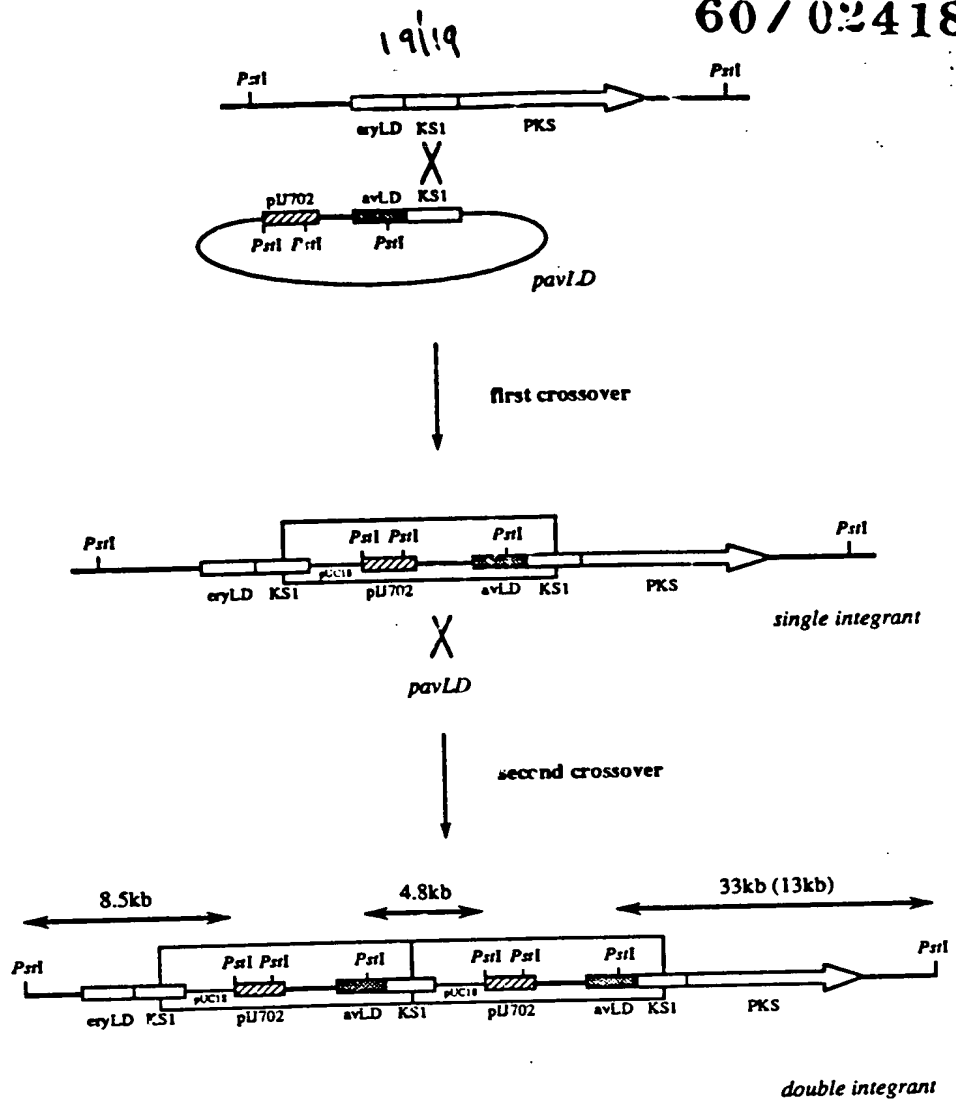 60/02418
19/19
PstI PstI
eryLD KS1 PKS
X
pIJ702 avLD KS1
PstI PstI PstI
pavLD
first crossover
PstI PstI PstI PstI PstI
eryLD KS1 pUC18 pIJ702 avLD KS1 PKS
single integrant
X
pavLD
second crossover
8.5kb 4.8kb 33kb (13kb)
PstI PstI PstI PstI PstI PstI PstI PstI
eryLD KS1 pUC18 pIJ702 avLD KS1 pUC18 pIJ702 avLD KS1 PKS
double integrant